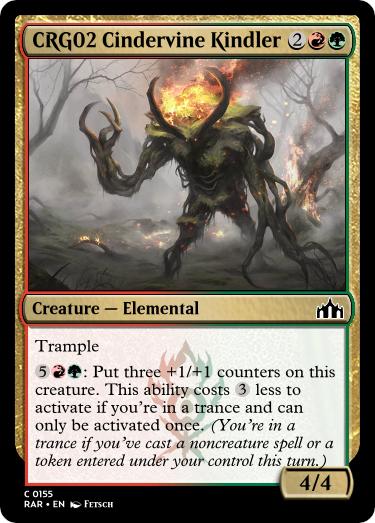 CRG02 Cindervine Kindler 2
Creature — Elemental
Trample
5: Put three +1/+1 counters on this
creature. This ability costs 3 less to
activate if you're in a trance and can
only be activated once. (You're in a
trance if you've cast a noncreature spell or a
token entered under your control this turn.)
4/4
C 0155
RAR • EN Fetsch